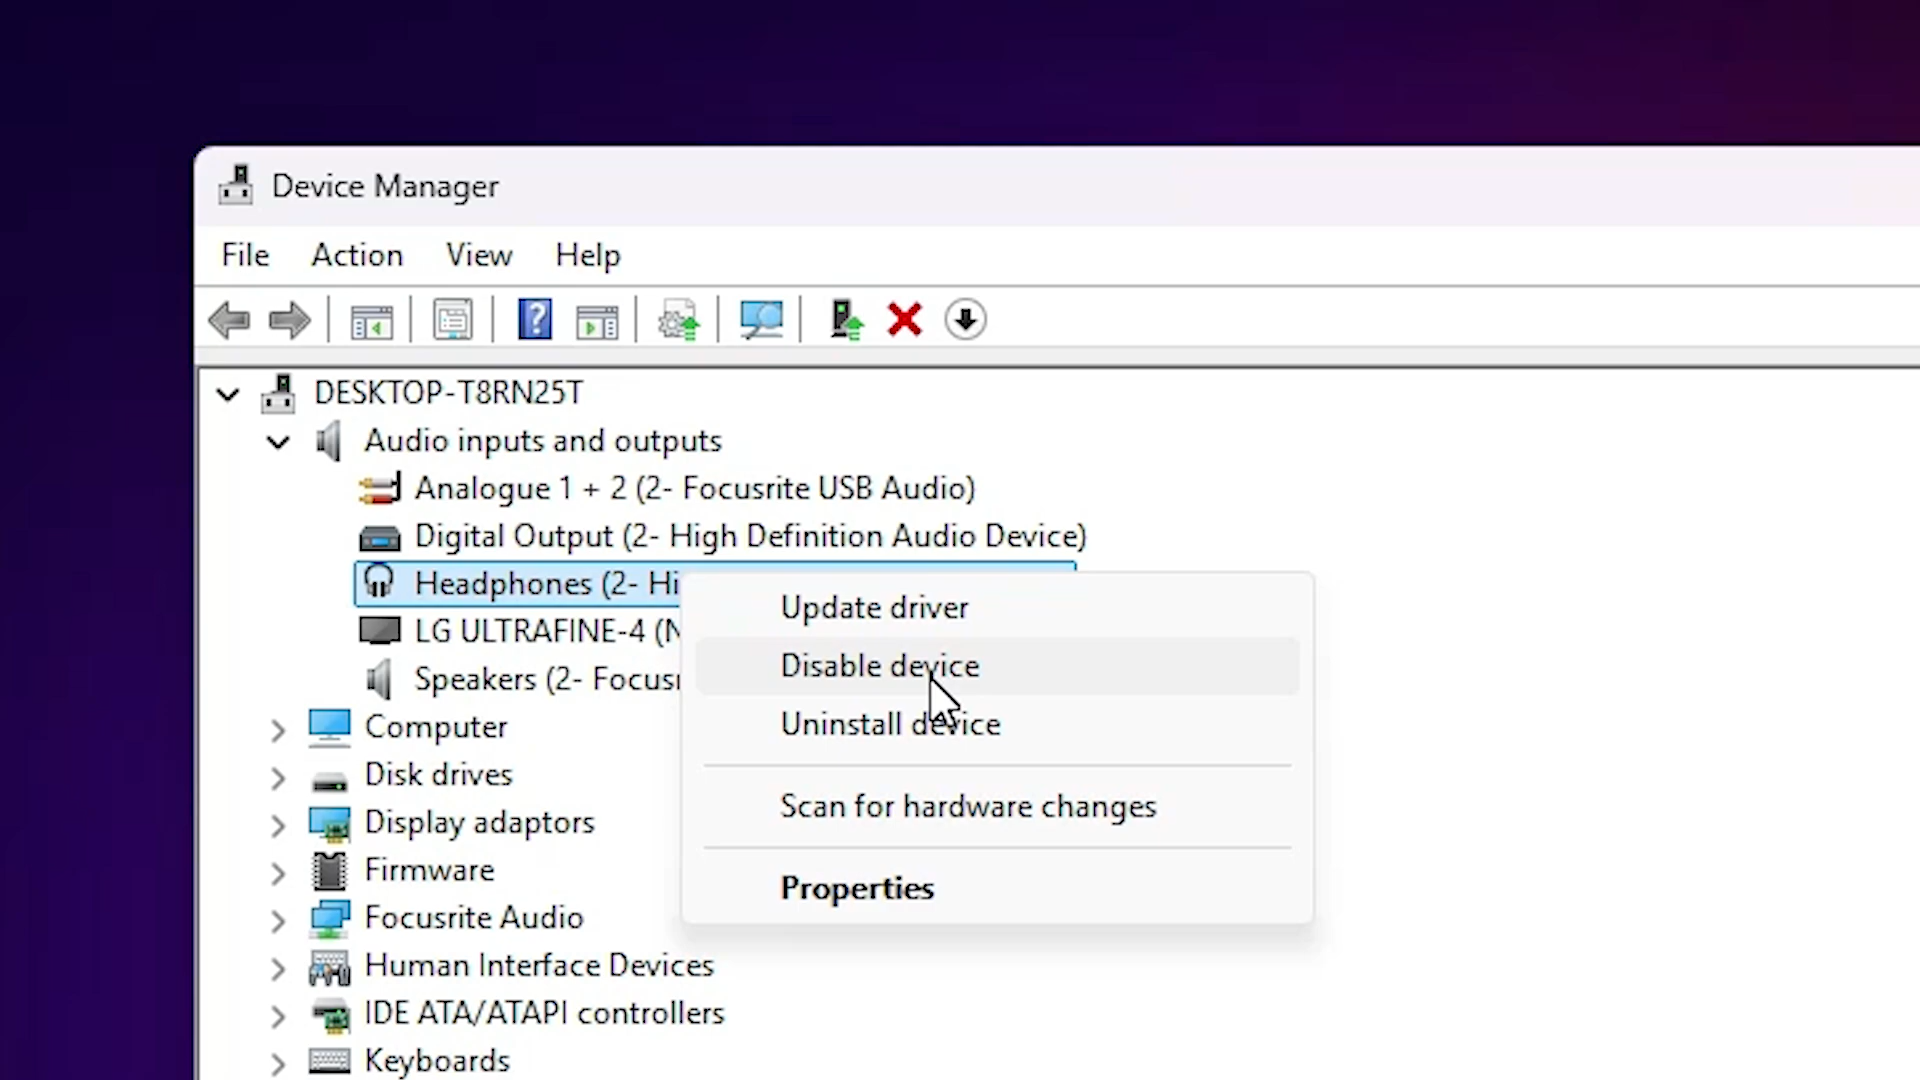 Device Manager
File Action View Help
DESKTOP-T8RN25T
Audio inputs and outputs
Analogue 1 + 2 (2- Focusrite USB Audio)
Digital Output (2- High Definition Audio Device)
Headphones (2- Hi
LG ULTRAFINE-4 (N
Speakers (2- Focusr
Computer
Disk drives
Display adaptors
Firmware
Focusrite Audio
Human Interface Devices
IDE ATA/ATAPI controllers
Keyboards
Update driver
Disable device
Uninstall device
Scan for hardware changes
Properties